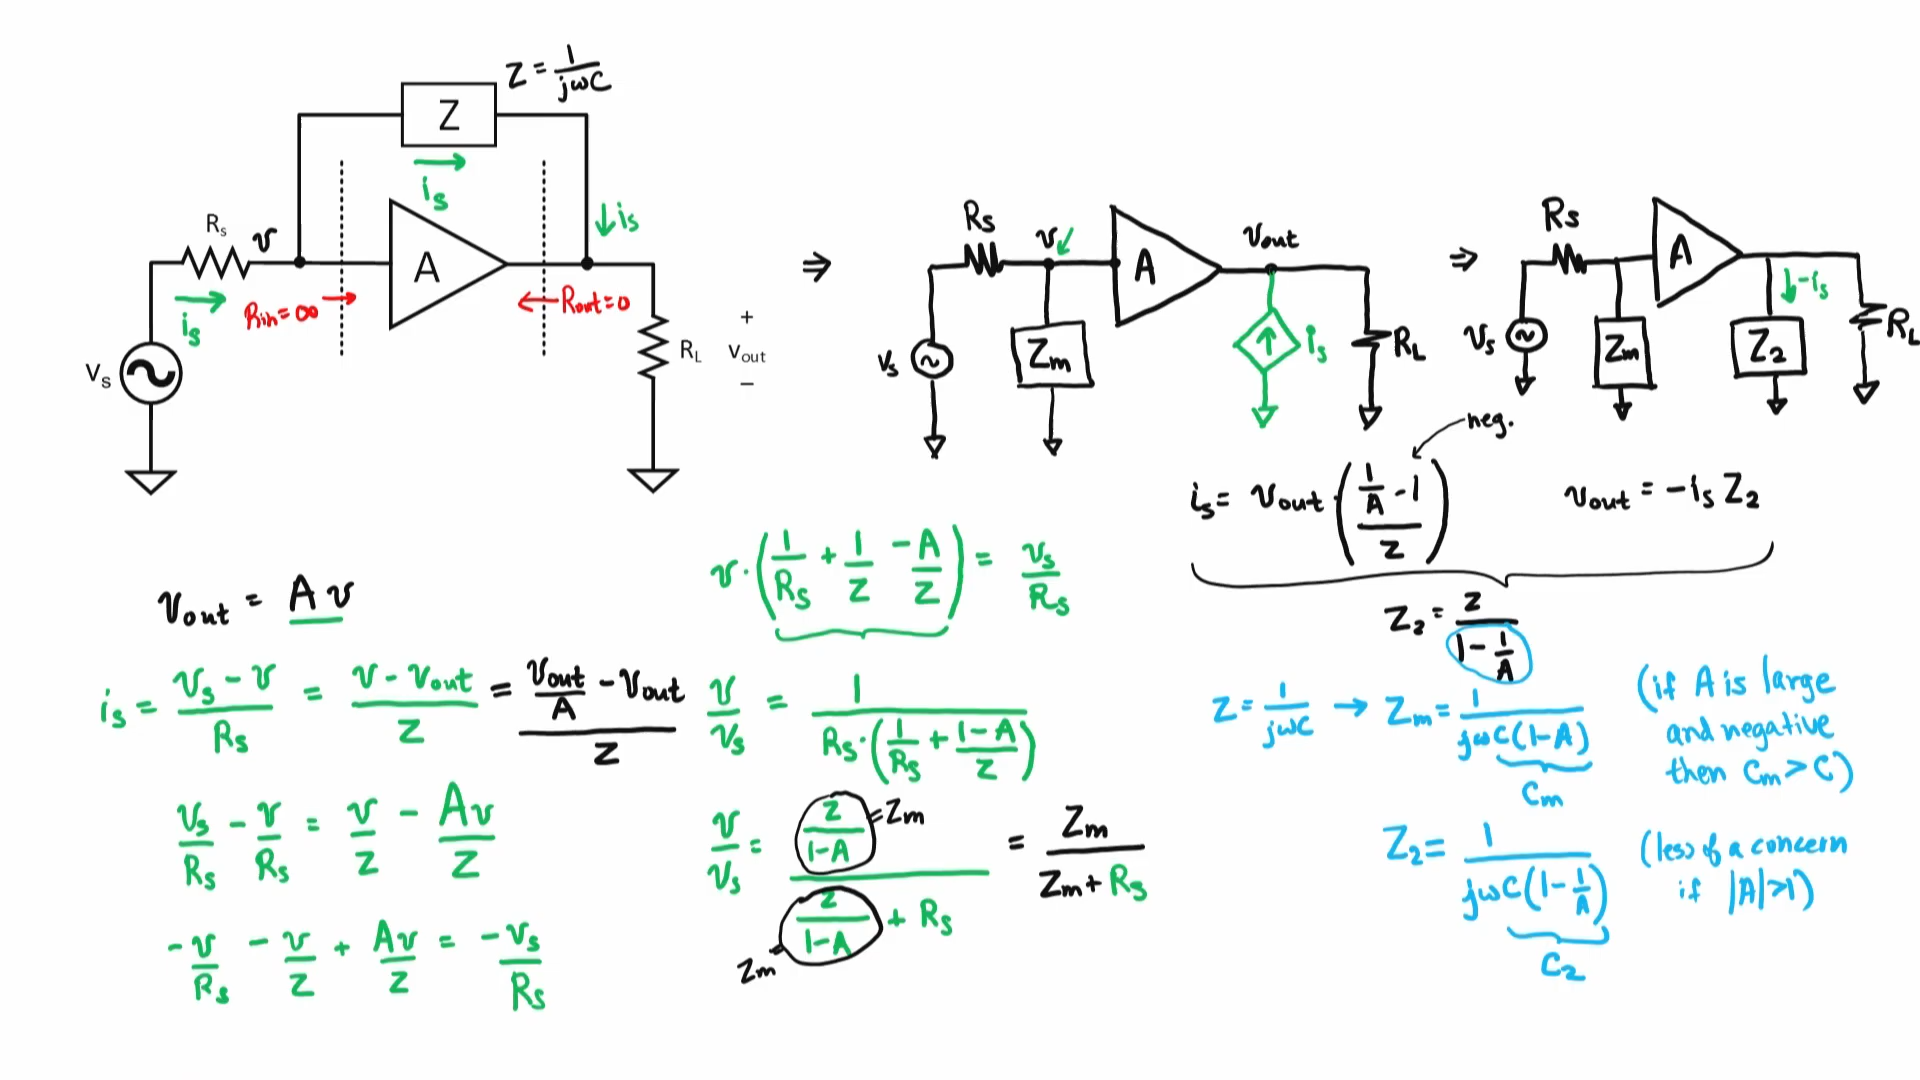 Z = 1/jωC
Z
is
is
Rs
v
A
Rin=∞
Rout=0
is
Vs
RL
+
vout
−
⇒
Rs
v
A
vout
Vs
Zm
is
RL
⇒
Rs
A
-is
Vs
Zm
Z2
RL
neg.
is = vout·((1/A - 1)/Z)
vout = -is Z2
Z2 = Z/(1 - 1/A)
vout = Av
is = (Vs - v)/Rs = (v - vout)/Z = (vout/A - vout)/Z
Vs/Rs - v/Rs = v/Z - Av/Z
-v/Rs - v/Z + Av/Z = -Vs/Rs
v·(1/Rs + 1/Z -A/Z) = Vs/Rs
v/Vs = 1/(Rs·(1/Rs + (1-A)/Z))
v/Vs = (Z/(1-A))/(Z/(1-A) + Rs) = Zm/(Zm + Rs)
=Zm
Zm=
Z = 1/jωC → Zm = 1/(jωC(1-A))
Cm
(if A is large
and negative
then Cm > C)
Z2 = 1/(jωC(1 - 1/A))
C2
(less of a concern
if |A|>1)